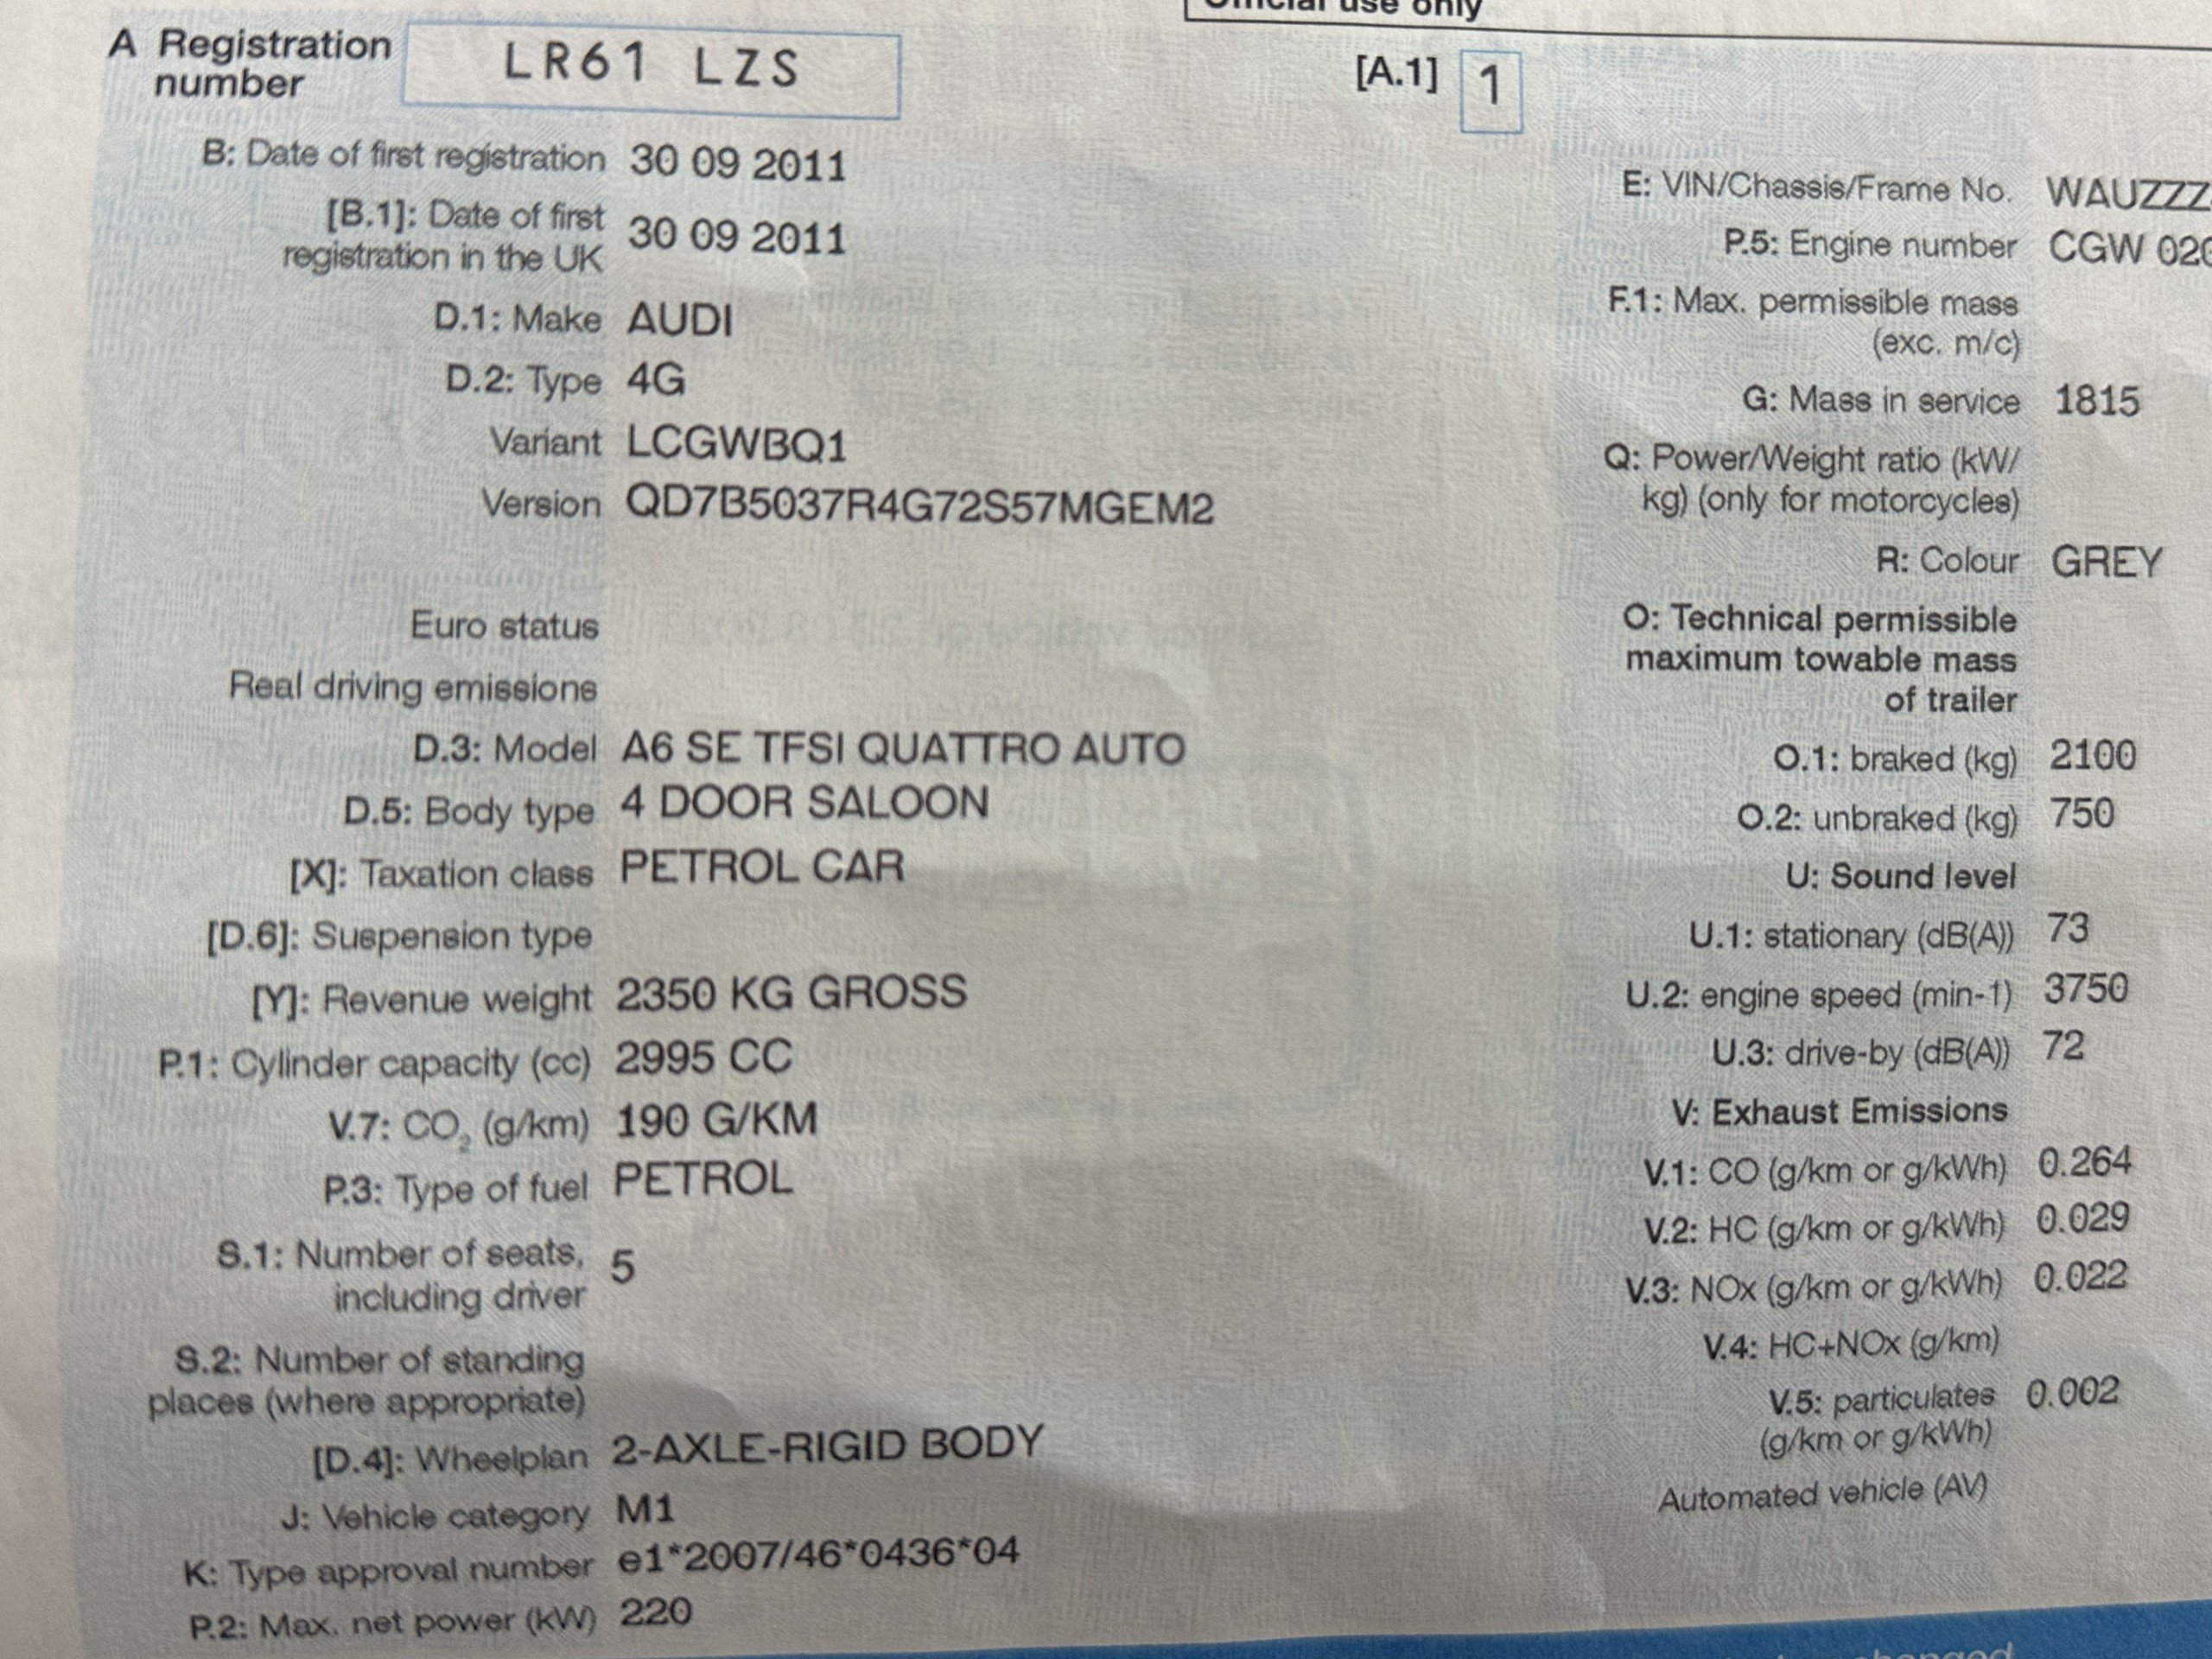 Official use only
A Registration number LR61 LZS
[A.1] 1
B: Date of first registration 30 09 2011
[B.1]: Date of first
registration in the UK 30 09 2011
D.1: Make AUDI
D.2: Type 4G
Variant LCGWBQ1
Version QD7B5037R4G72S57MGEM2
Euro status
Real driving emissions
D.3: Model A6 SE TFSI QUATTRO AUTO
D.5: Body type 4 DOOR SALOON
[X]: Taxation class PETROL CAR
[D.6]: Suspension type
[Y]: Revenue weight 2350 KG GROSS
P.1: Cylinder capacity (cc) 2995 CC
V.7: CO₂ (g/km) 190 G/KM
P.3: Type of fuel PETROL
S.1: Number of seats,
including driver 5
S.2: Number of standing
places (where appropriate)
[D.4]: Wheelplan 2-AXLE-RIGID BODY
J: Vehicle category M1
K: Type approval number e1*2007/46*0436*04
P.2: Max. net power (kW) 220
E: VIN/Chassis/Frame No. WAUZZZ
P.5: Engine number CGW 020
F.1: Max. permissible mass
(exc. m/c)
G: Mass in service 1815
Q: Power/Weight ratio (kW/
kg) (only for motorcycles)
R: Colour GREY
O: Technical permissible
maximum towable mass
of trailer
O.1: braked (kg) 2100
O.2: unbraked (kg) 750
U: Sound level
U.1: stationary (dB(A)) 73
U.2: engine speed (min-1) 3750
U.3: drive-by (dB(A)) 72
V: Exhaust Emissions
V.1: CO (g/km or g/kWh) 0.264
V.2: HC (g/km or g/kWh) 0.029
V.3: NOx (g/km or g/kWh) 0.022
V.4: HC+NOx (g/km)
V.5: particulates 0.002
(g/km or g/kWh)
Automated vehicle (AV)
changed